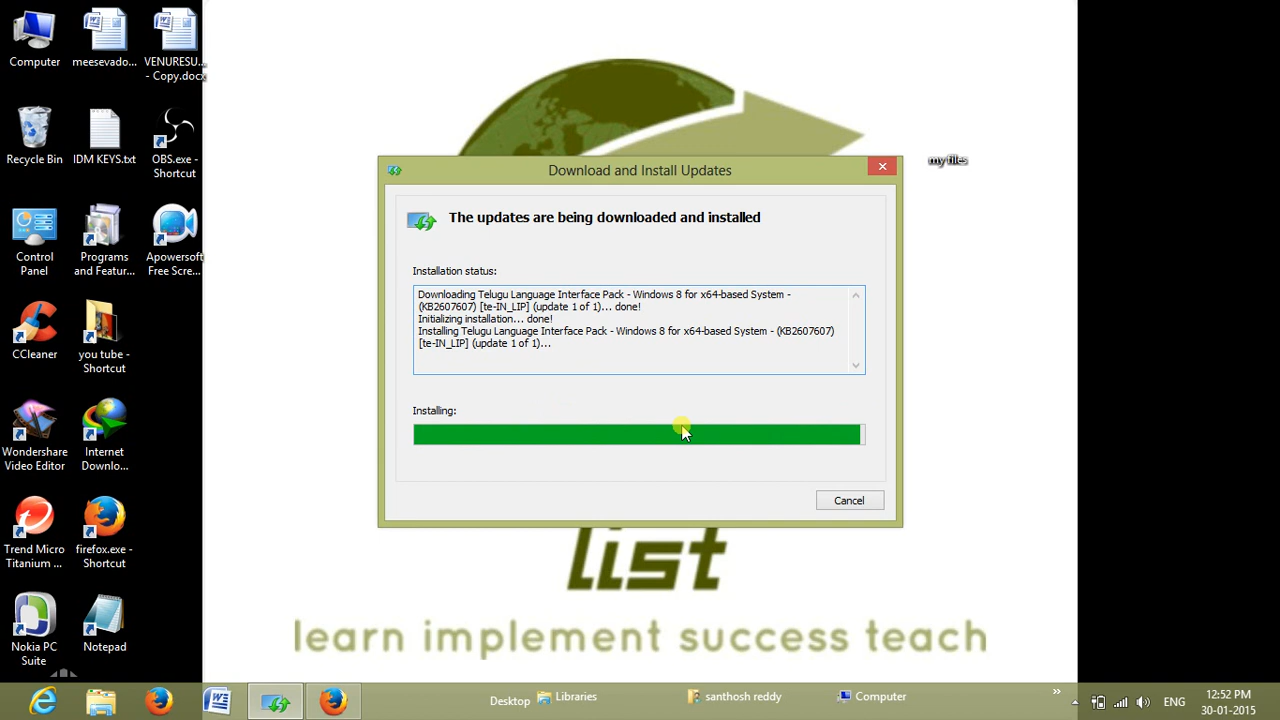 Computer
meesevado...
VENURESU...
- Copy.docx
Recycle Bin
IDM KEYS.txt
OBS.exe -
Shortcut
Control
Panel
Programs
and Featur...
Apowersoft
Free Scre...
CCleaner
you tube -
Shortcut
Wondershare
Video Editor
Internet
Downlo...
Trend Micro
Titanium ...
firefox.exe -
Shortcut
Nokia PC
Suite
Notepad
my files
Download and Install Updates
The updates are being downloaded and installed
Installation status:
Downloading Telugu Language Interface Pack - Windows 8 for x64-based System -
(KB2607607) [te-IN_LIP] (update 1 of 1)... done!
Initializing installation... done!
Installing Telugu Language Interface Pack - Windows 8 for x64-based System - (KB2607607)
[te-IN_LIP] (update 1 of 1)...
Installing:
Cancel
list
learn implement success teach
Desktop
Libraries
santhosh reddy
Computer
»
ENG
12:52 PM
30-01-2015